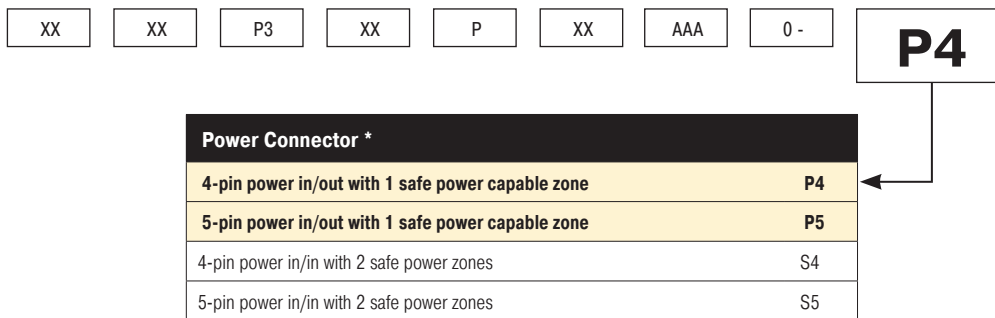 XX XX P3 XX P XX AAA 0 - P4
Power Connector *
4-pin power in/out with 1 safe power capable zone P4
5-pin power in/out with 1 safe power capable zone P5
4-pin power in/in with 2 safe power zones S4
5-pin power in/in with 2 safe power zones S5